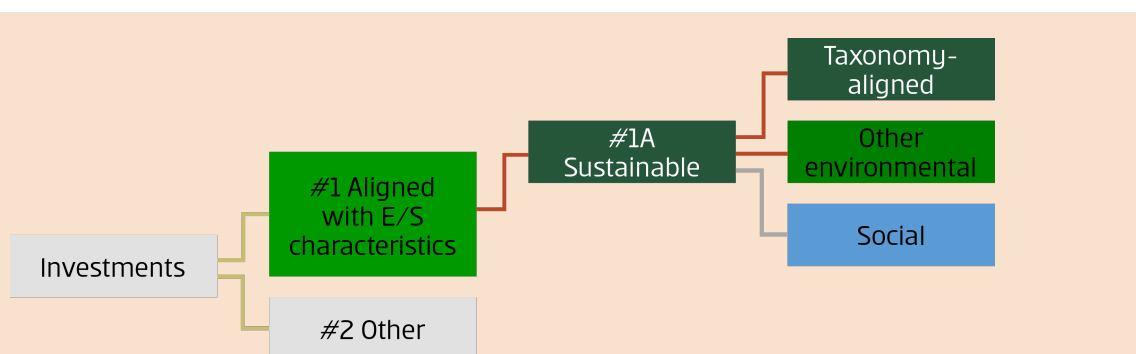 Taxonomy-
aligned
#1A
Sustainable
Other
environmental
#1 Aligned
with E/S
characteristics
Social
Investments
#2 Other